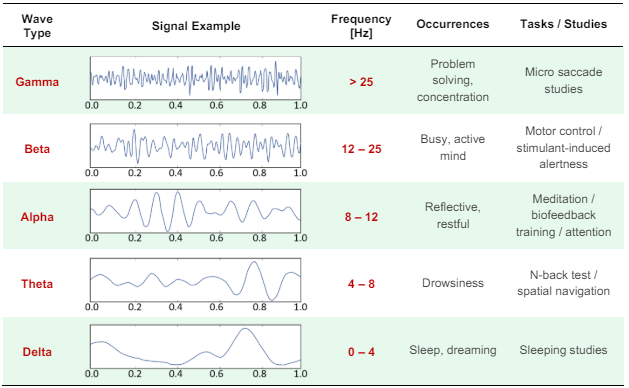 Wave Type Signal Example Frequency [Hz] Occurrences Tasks / Studies
Gamma > 25 Problem solving, concentration Micro saccade studies
0.0 0.2 0.4 0.6 0.8 1.0
Beta 12 – 25 Busy, active mind Motor control / stimulant-induced alertness
0.0 0.2 0.4 0.6 0.8 1.0
Alpha 8 – 12 Reflective, restful Meditation / biofeedback training / attention
0.0 0.2 0.4 0.6 0.8 1.0
Theta 4 – 8 Drowsiness N-back test / spatial navigation
0.0 0.2 0.4 0.6 0.8 1.0
Delta 0 – 4 Sleep, dreaming Sleeping studies
0.0 0.2 0.4 0.6 0.8 1.0